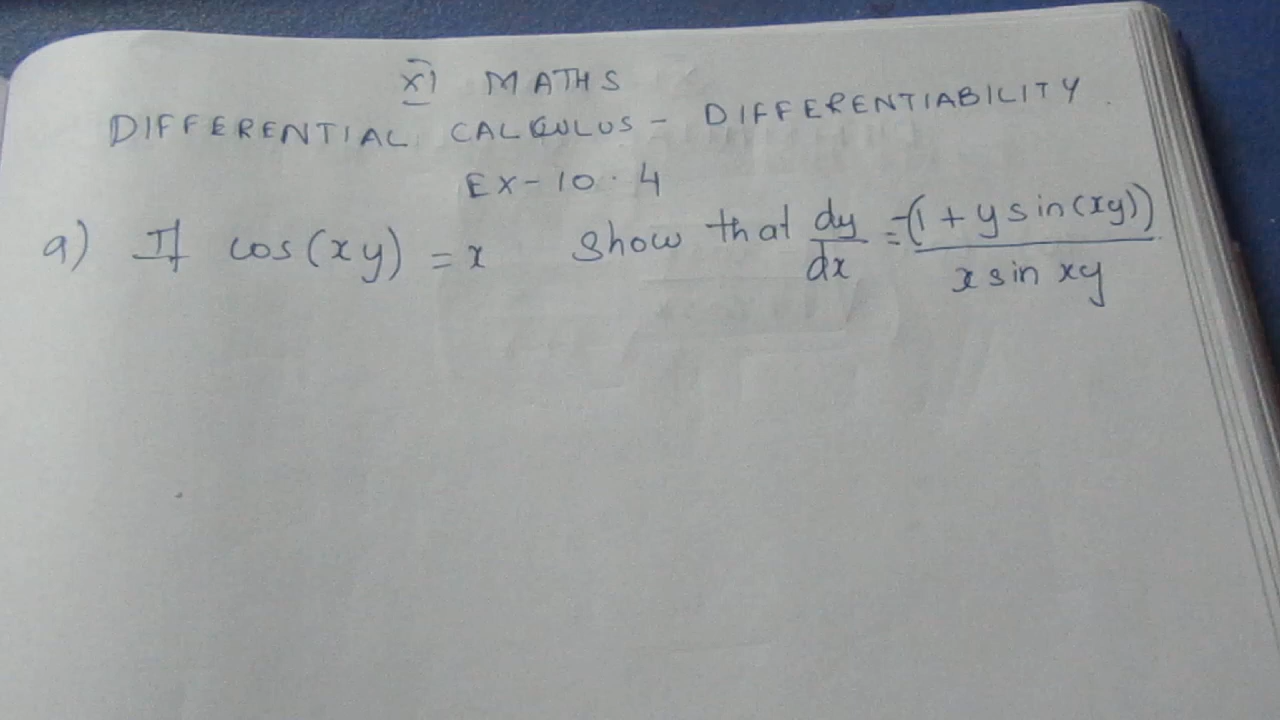 XI MATHS
DIFFERENTIAL CALCULUS - DIFFERENTIABILITY.
EX-10.4
9) If cos(xy) = x show that dy/dx = -(1 + y sin(xy))/x sin xy